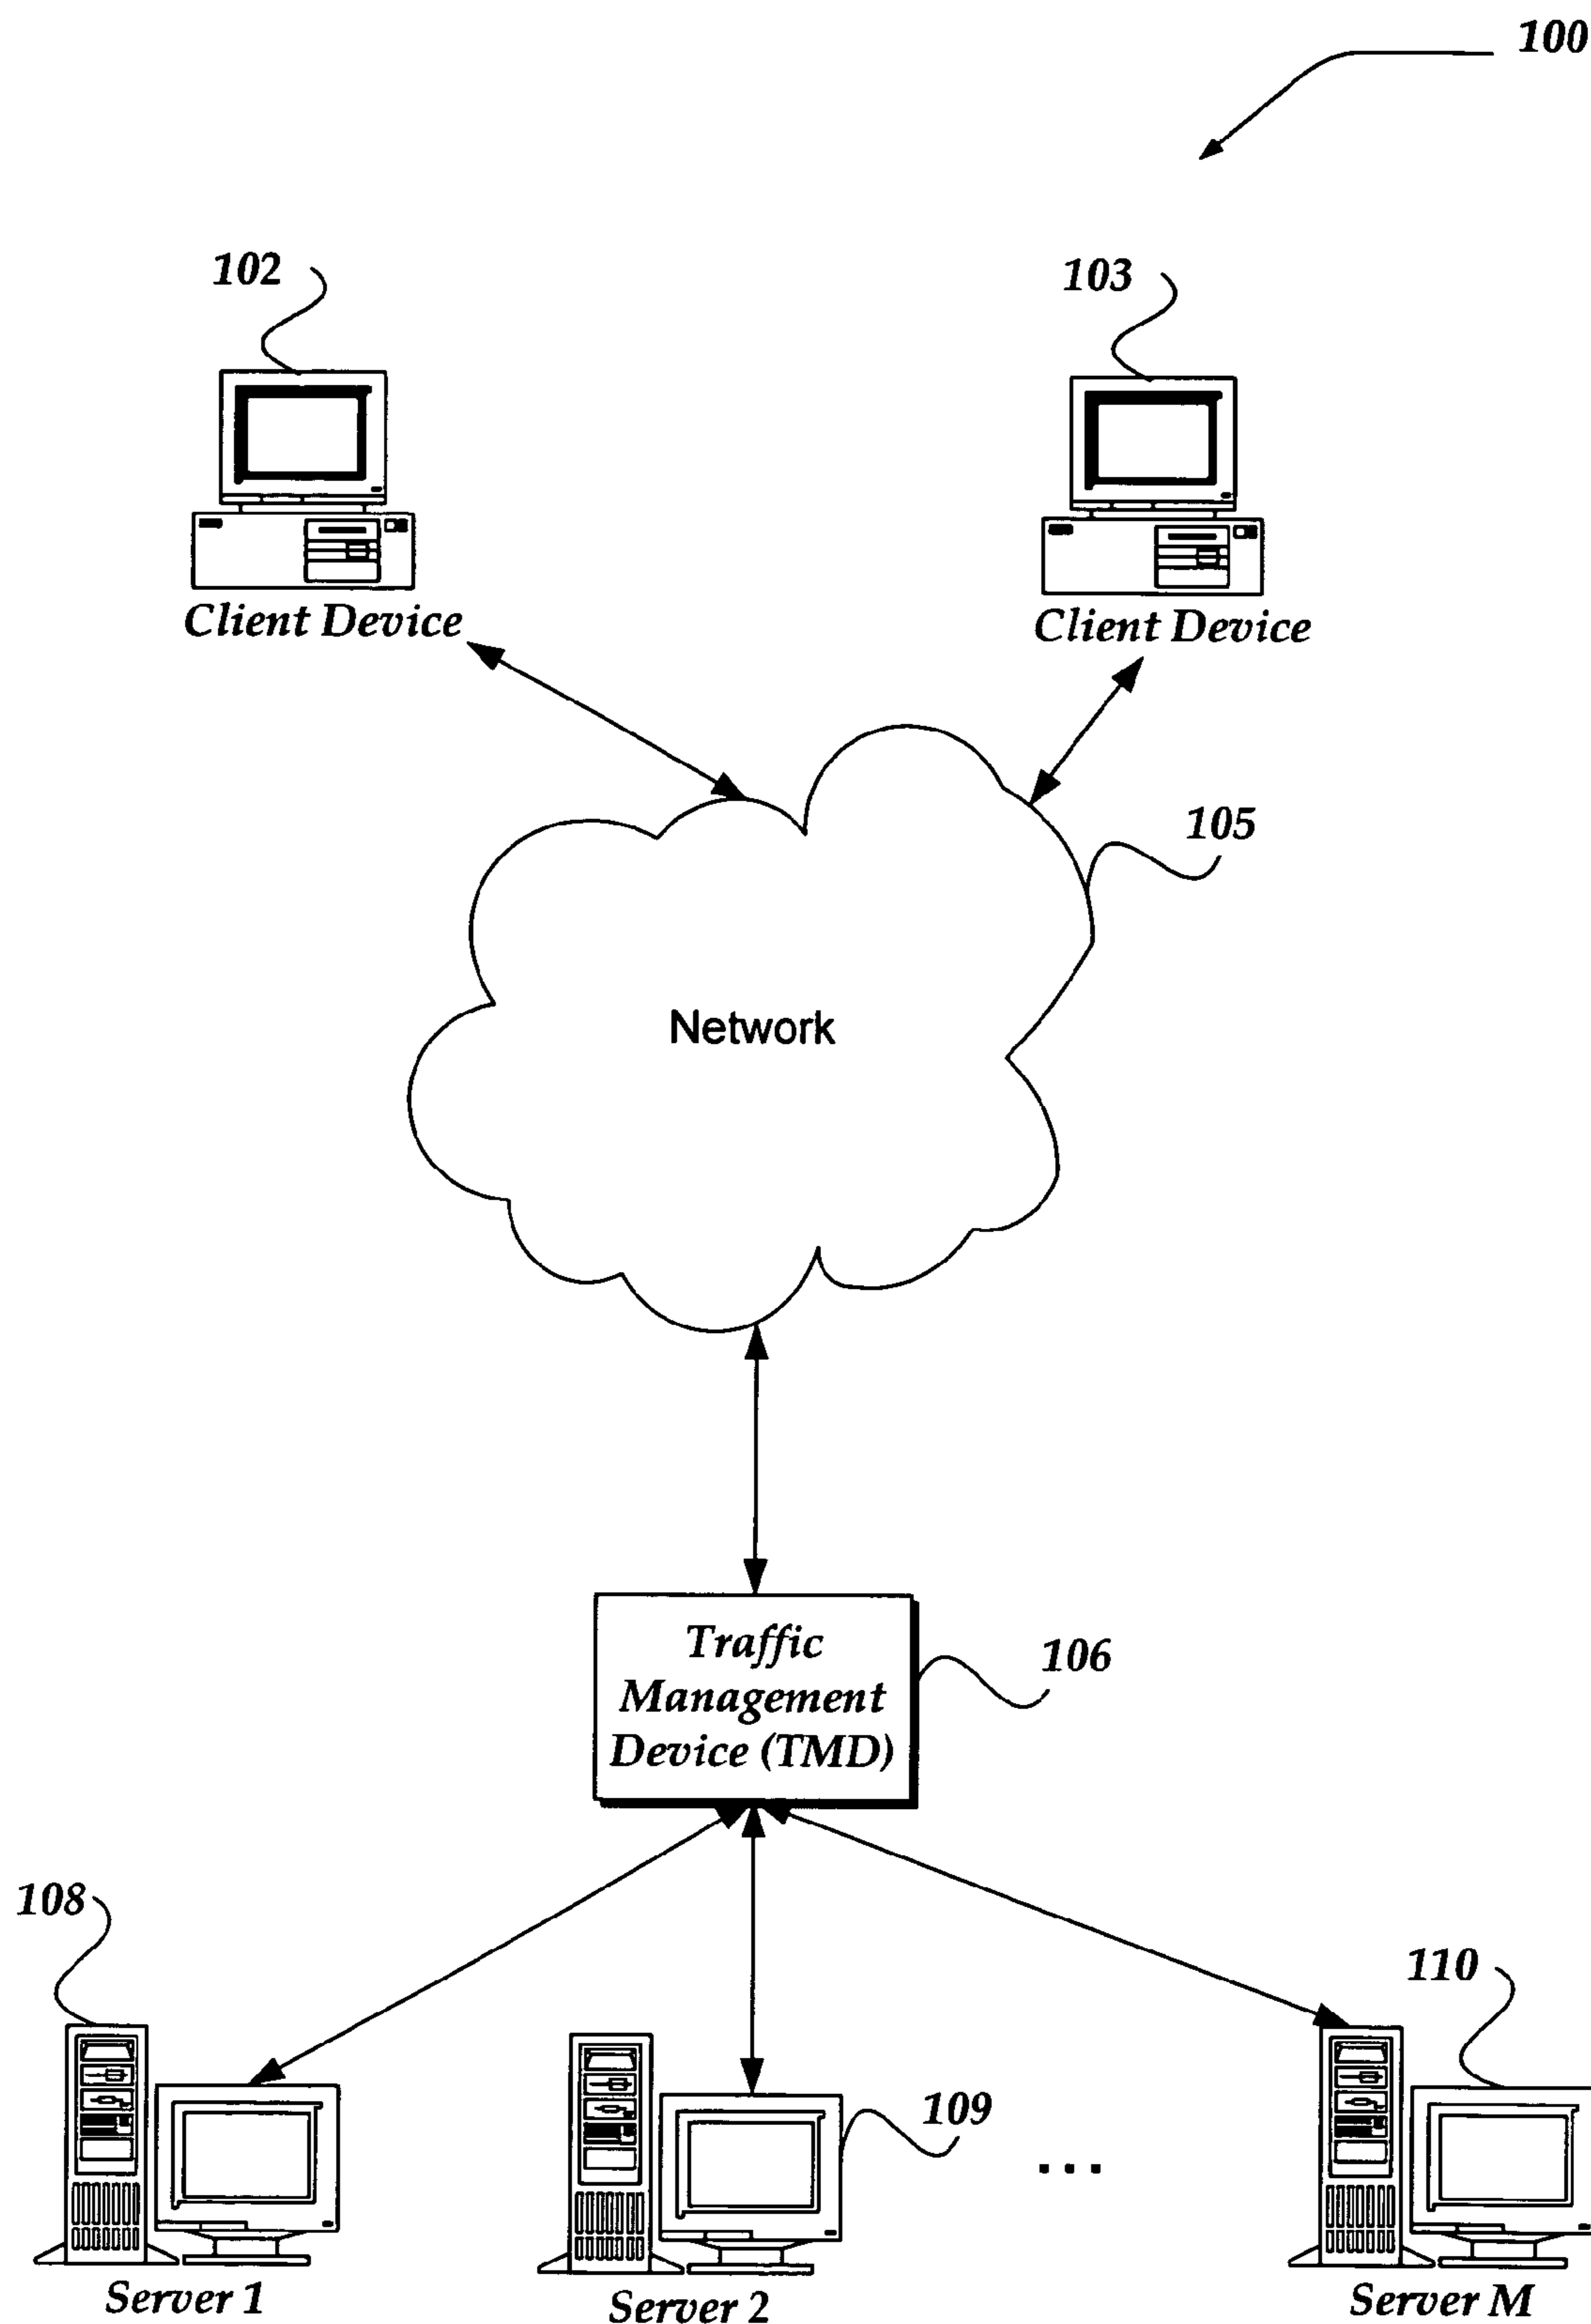 100
102
103
Client Device
Client Device
105
Network
Traffic
Management
Device (TMD)
106
108
110
109
...
Server 1
Server 2
Server M